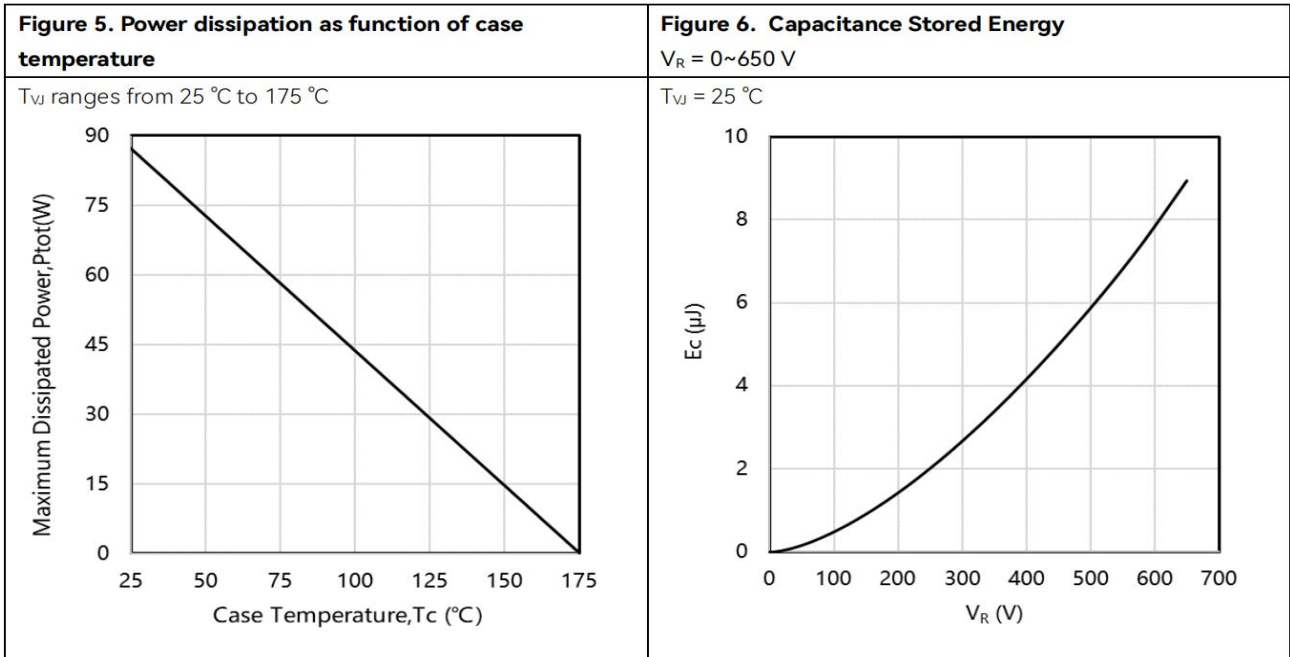 Figure 5. Power dissipation as function of case
temperature
TVJ ranges from 25 ℃ to 175 ℃
90
75
60
45
30
15
0
Maximum Dissipated Power,Ptot(W)
25 50 75 100 125 150 175
Case Temperature,Tc (℃)
Figure 6. Capacitance Stored Energy
VR = 0~650 V
TVJ = 25 ℃
10
8
6
4
2
0
Ec (μJ)
0 100 200 300 400 500 600 700
VR (V)